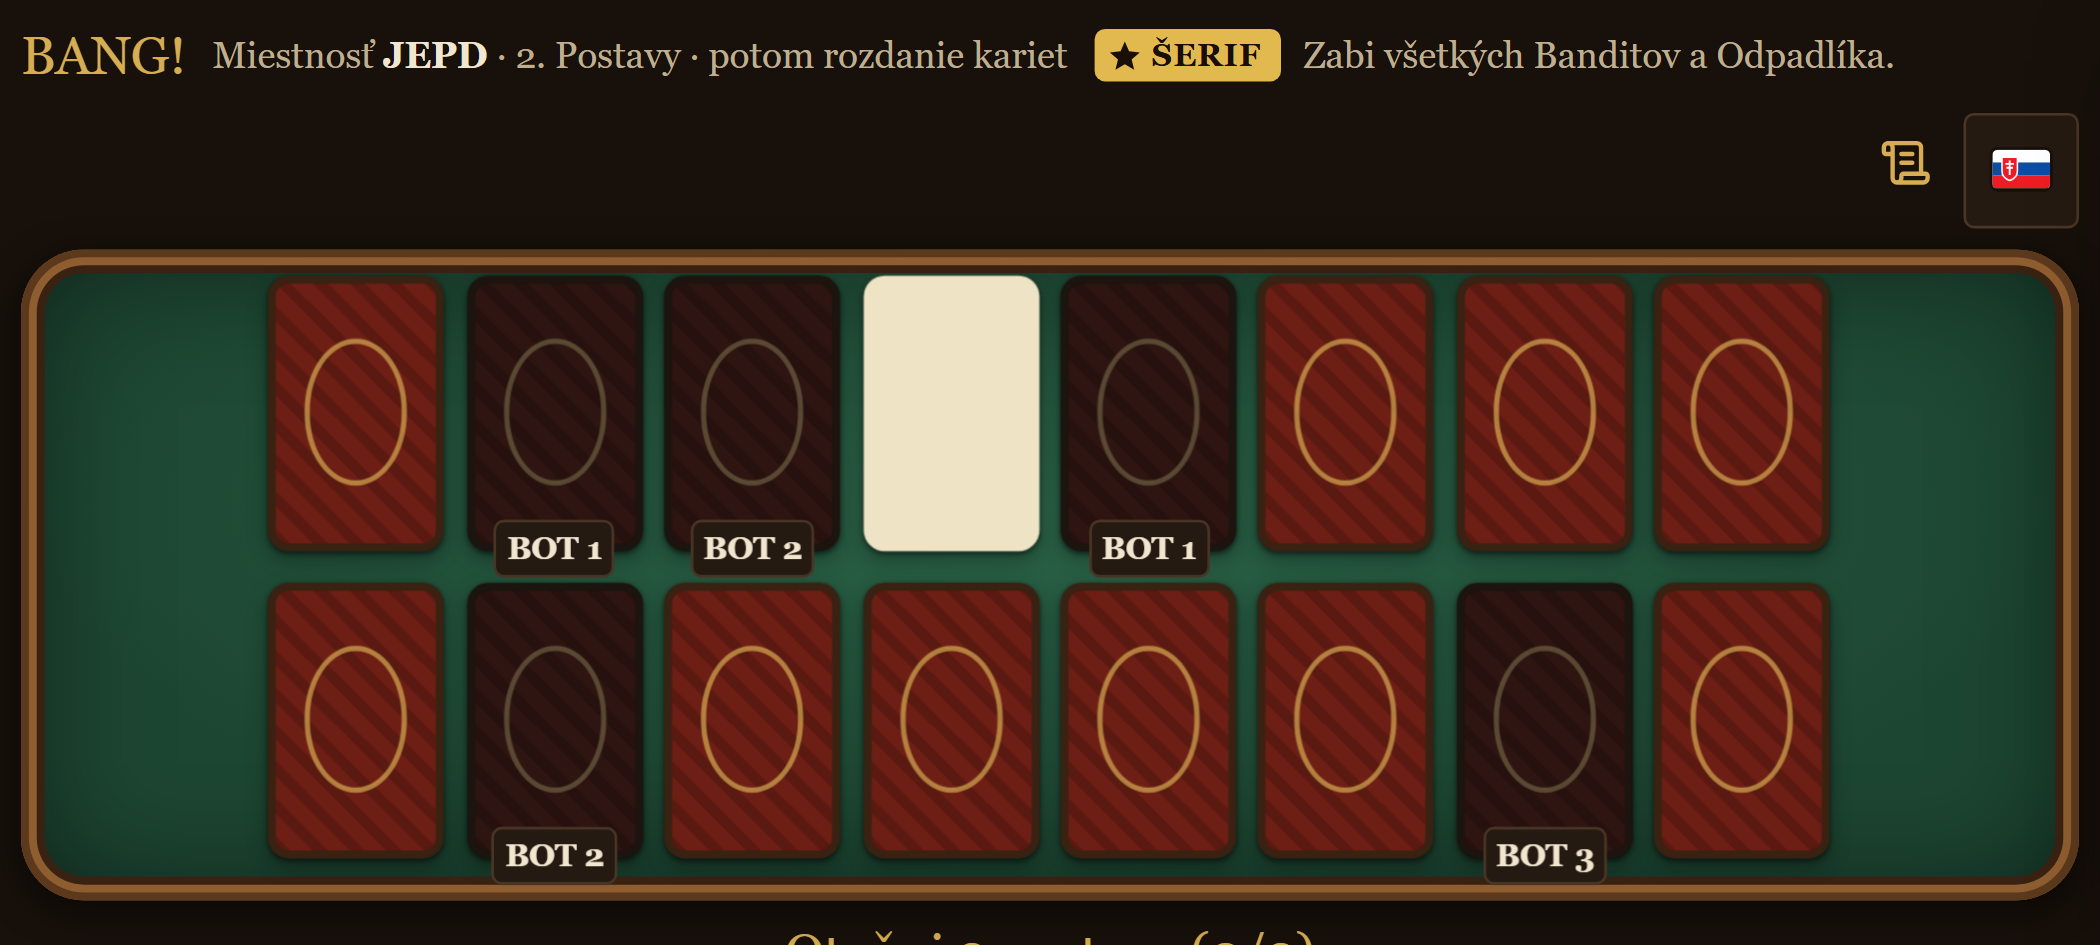 BANG! Miestnosť JEPD · 2. Postavy · potom rozdanie kariet ★ ŠERIF Zabi všetkých Banditov a Odpadlíka.
BOT 1 BOT 2 BOT 1
BOT 2 BOT 3